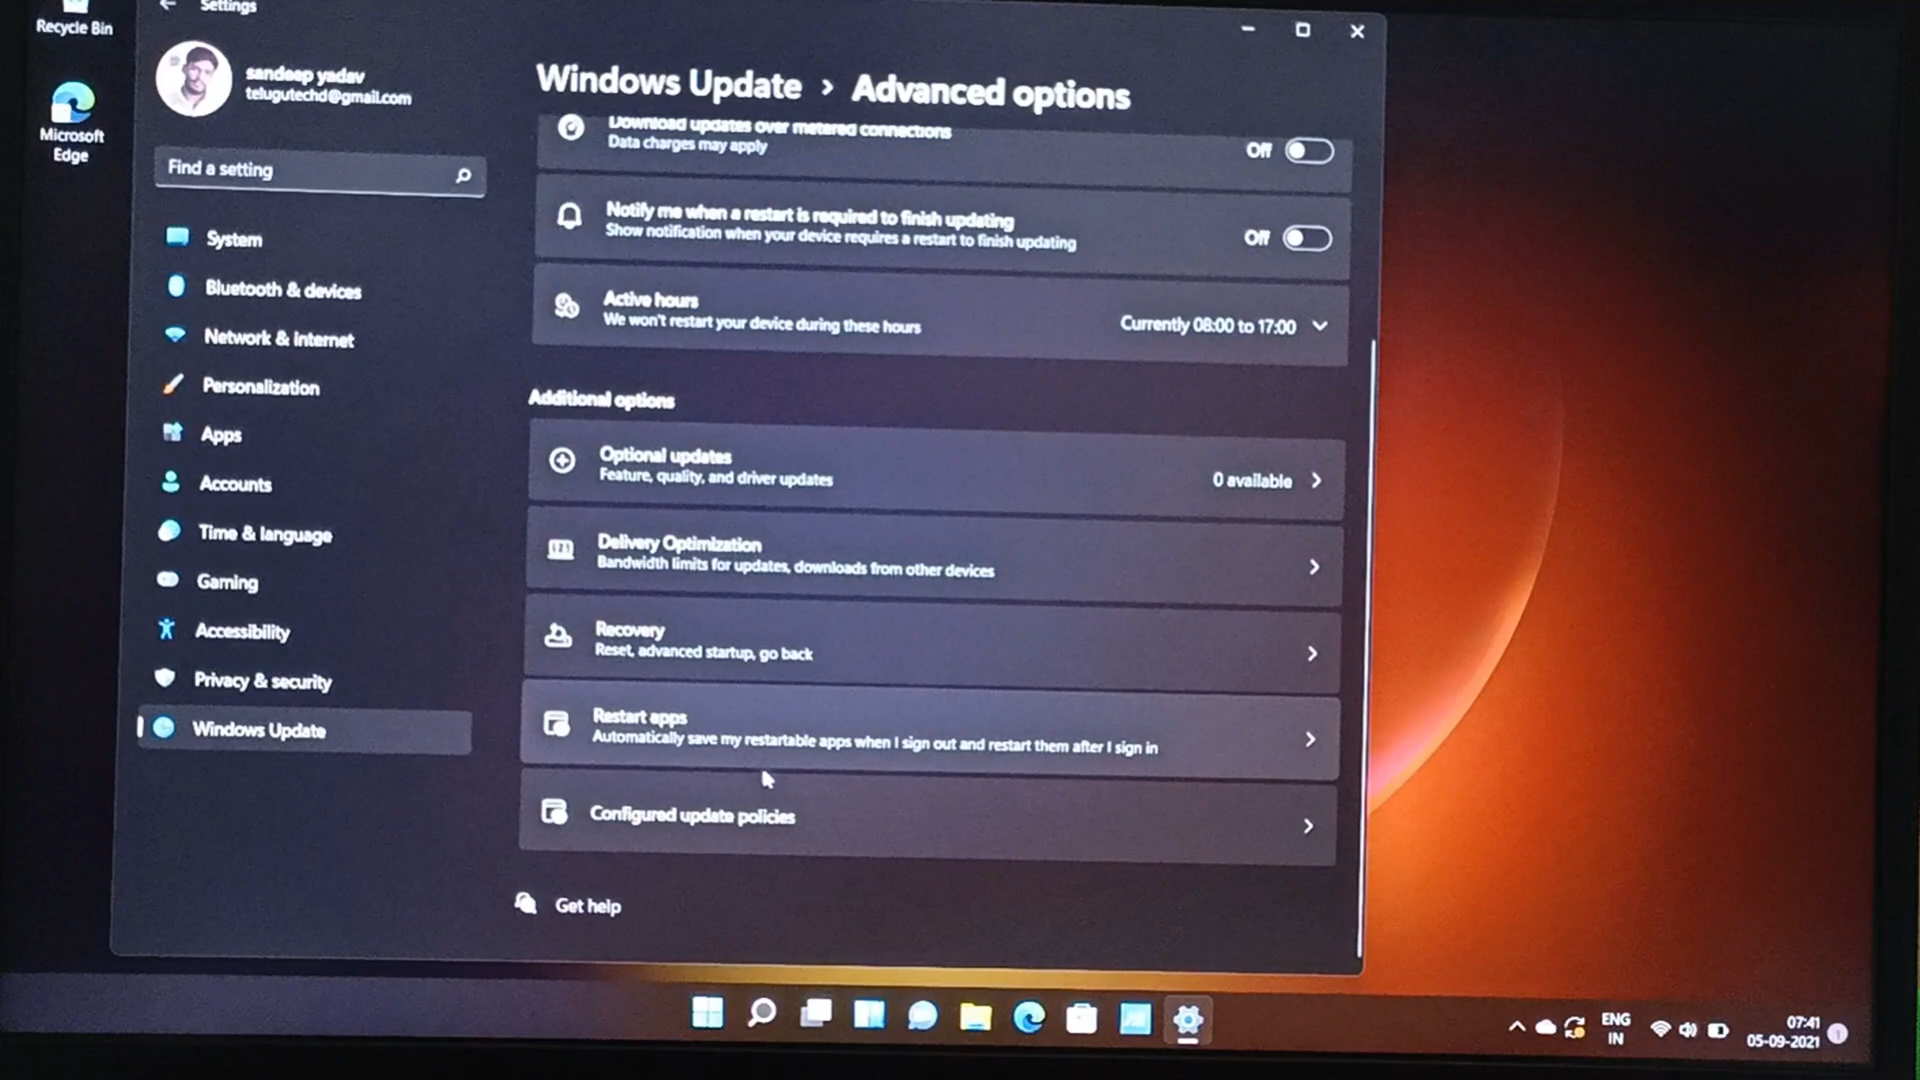 Recycle Bin
Microsoft
Edge
Settings
sandeep yadav
telugutechd@gmail.com
Find a setting
System
Bluetooth & devices
Network & internet
Personalization
Apps
Accounts
Time & language
Gaming
Accessibility
Privacy & security
Windows Update
Windows Update > Advanced options
Download updates over metered connections
Data charges may apply
Off
Notify me when a restart is required to finish updating
Show notification when your device requires a restart to finish updating
Off
Active hours
We won't restart your device during these hours
Currently 08:00 to 17:00
Additional options
Optional updates
Feature, quality, and driver updates
0 available
Delivery Optimization
Bandwidth limits for updates, downloads from other devices
Recovery
Reset, advanced startup, go back
Restart apps
Automatically save my restartable apps when I sign out and restart them after I sign in
Configured update policies
Get help
ENG
IN
07:41
05-09-2021
1